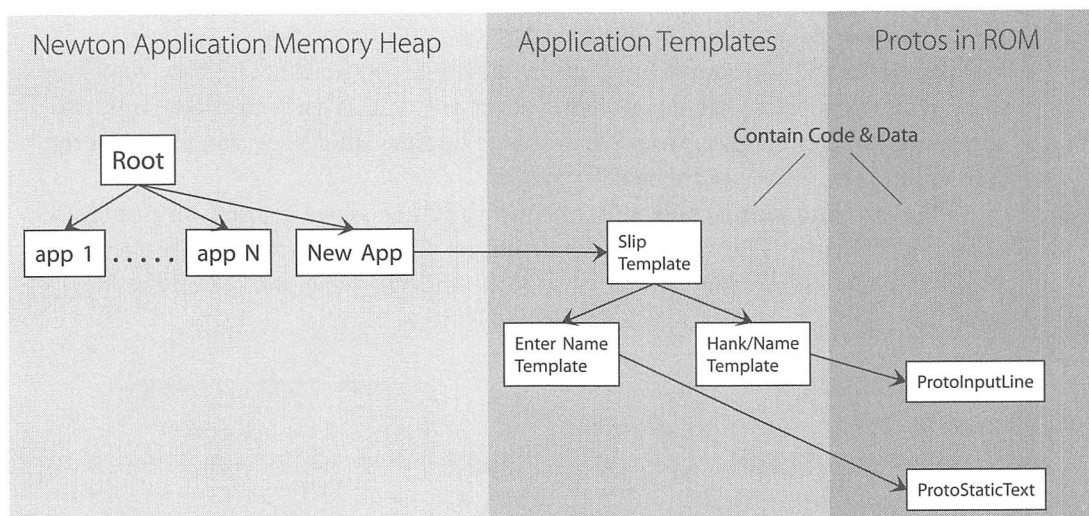 Newton Application Memory Heap
Application Templates
Protos in ROM
Contain Code & Data
Root
app 1
.....
app N
New App
Slip
Template
Enter Name
Template
Hank/Name
Template
ProtoInputLine
ProtoStaticText